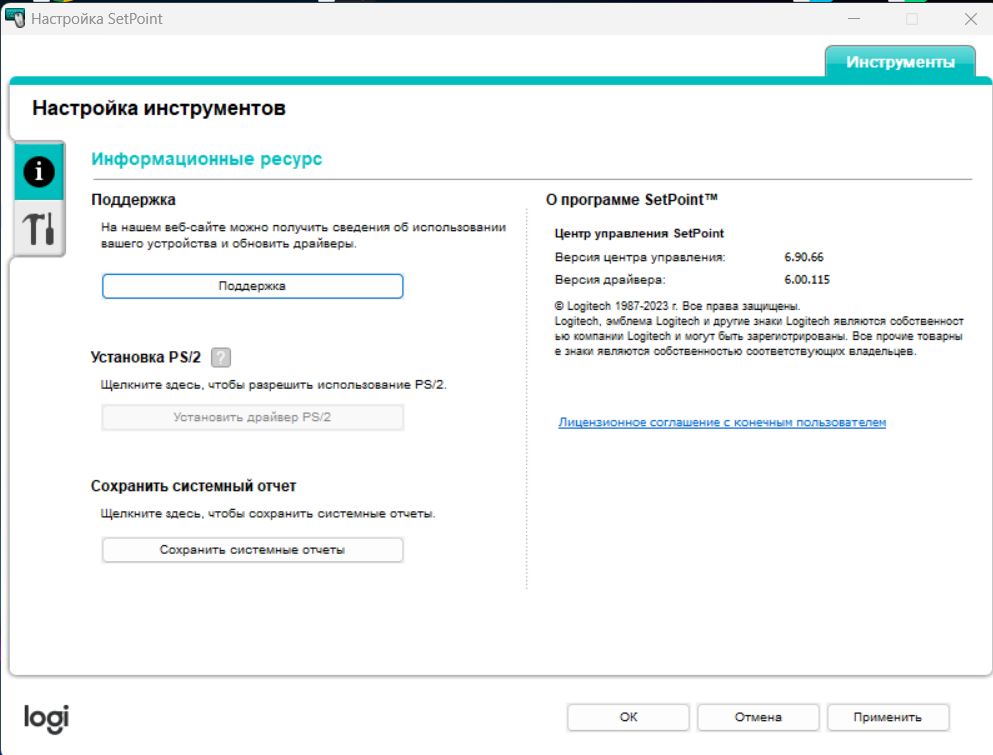 Настройка SetPoint
Инструменты
Настройка инструментов
Информационные ресурс
Поддержка
На нашем веб-сайте можно получить сведения об использовании
вашего устройства и обновить драйверы.
Поддержка
Установка PS/2 ?
Щелкните здесь, чтобы разрешить использование PS/2.
Установить драйвер PS/2
Сохранить системный отчет
Щелкните здесь, чтобы сохранить системные отчеты.
Сохранить системные отчеты
О программе SetPoint™
Центр управления SetPoint
Версия центра управления: 6.90.66
Версия драйвера: 6.00.115
© Logitech 1987-2023 г. Все права защищены.
Logitech, эмблема Logitech и другие знаки Logitech являются собственност
ью компании Logitech и могут быть зарегистрированы. Все прочие товарны
е знаки являются собственностью соответствующих владельцев.
Лицензионное соглашение с конечным пользователем
logi
ОК
Отмена
Применить